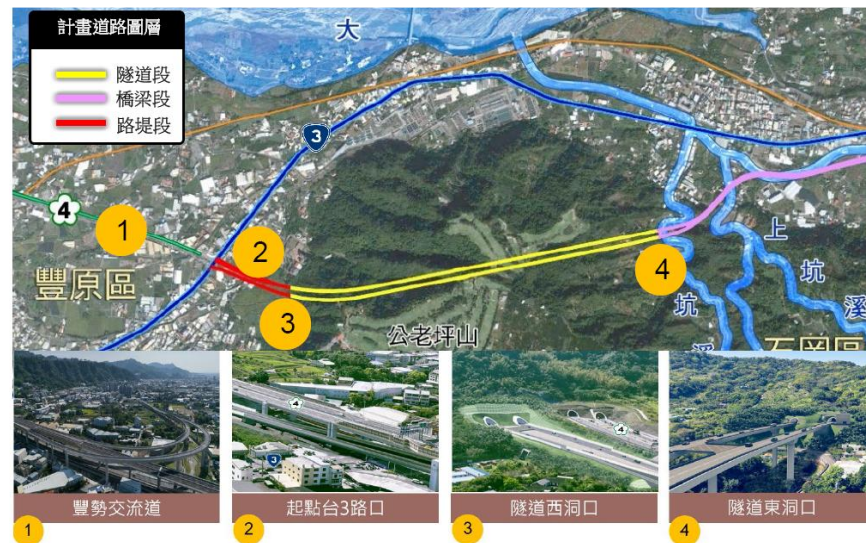 計畫道路圖層
隧道段
橋梁段
路堤段
大
3
4
1
2
3
4
豐原區
公老坪山
上
坑
溪
坑
石岡區
4
3
4
豐勢交流道
起點台3路口
隧道西洞口
隧道東洞口
1
2
3
4